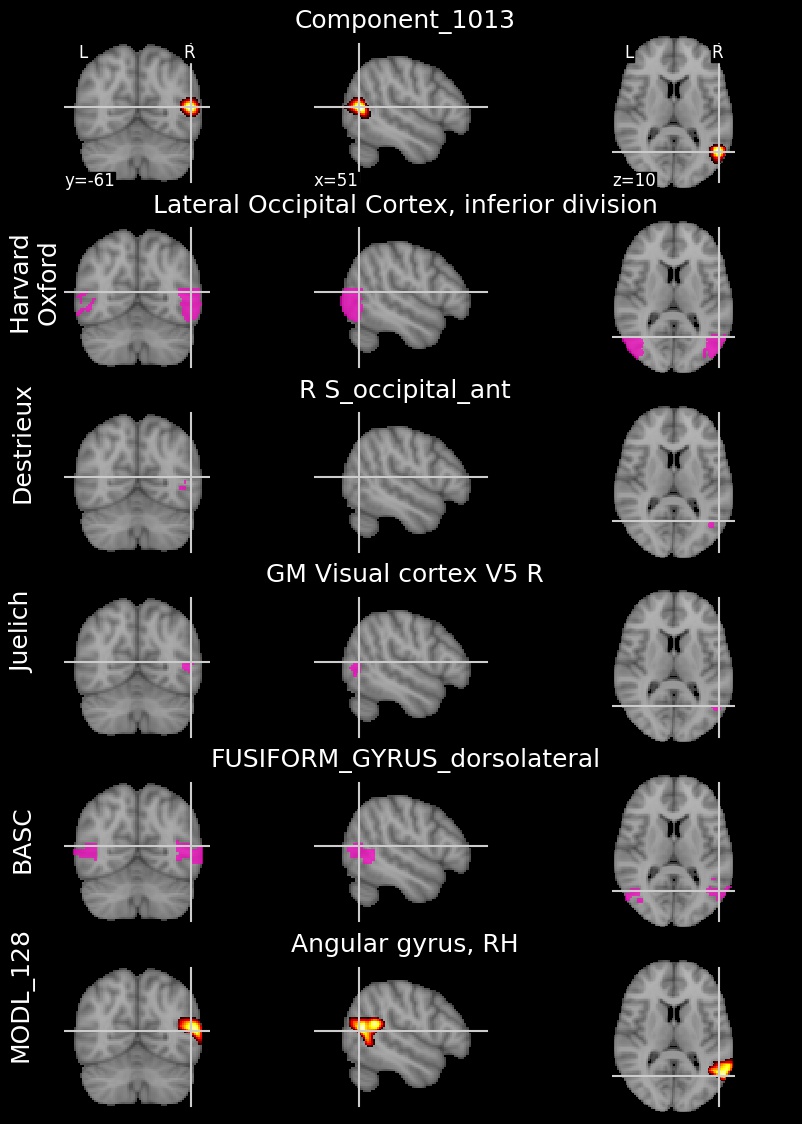 Component_1013
L R L R
y=-61 x=51 z=10
Lateral Occipital Cortex, inferior division
Harvard
Oxford
R S_occipital_ant
Destrieux
GM Visual cortex V5 R
Juelich
FUSIFORM_GYRUS_dorsolateral
BASC
Angular gyrus, RH
MODL_128